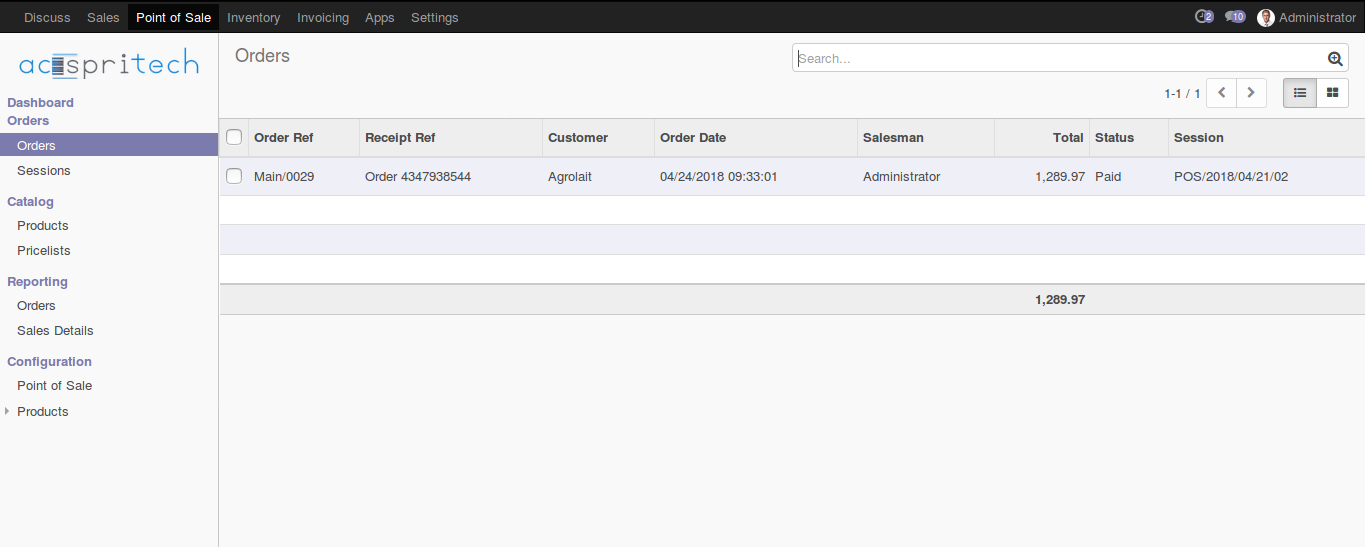 Discuss Sales Point of Sale Inventory Invoicing Apps Settings 2 10 Administrator
acespritech
Dashboard
Orders
Orders
Sessions
Catalog
Products
Pricelists
Reporting
Orders
Sales Details
Configuration
Point of Sale
Products
Orders
Search...
1-1 / 1
Order Ref Receipt Ref Customer Order Date Salesman Total Status Session
Main/0029 Order 4347938544 Agrolait 04/24/2018 09:33:01 Administrator 1,289.97 Paid POS/2018/04/21/02
1,289.97